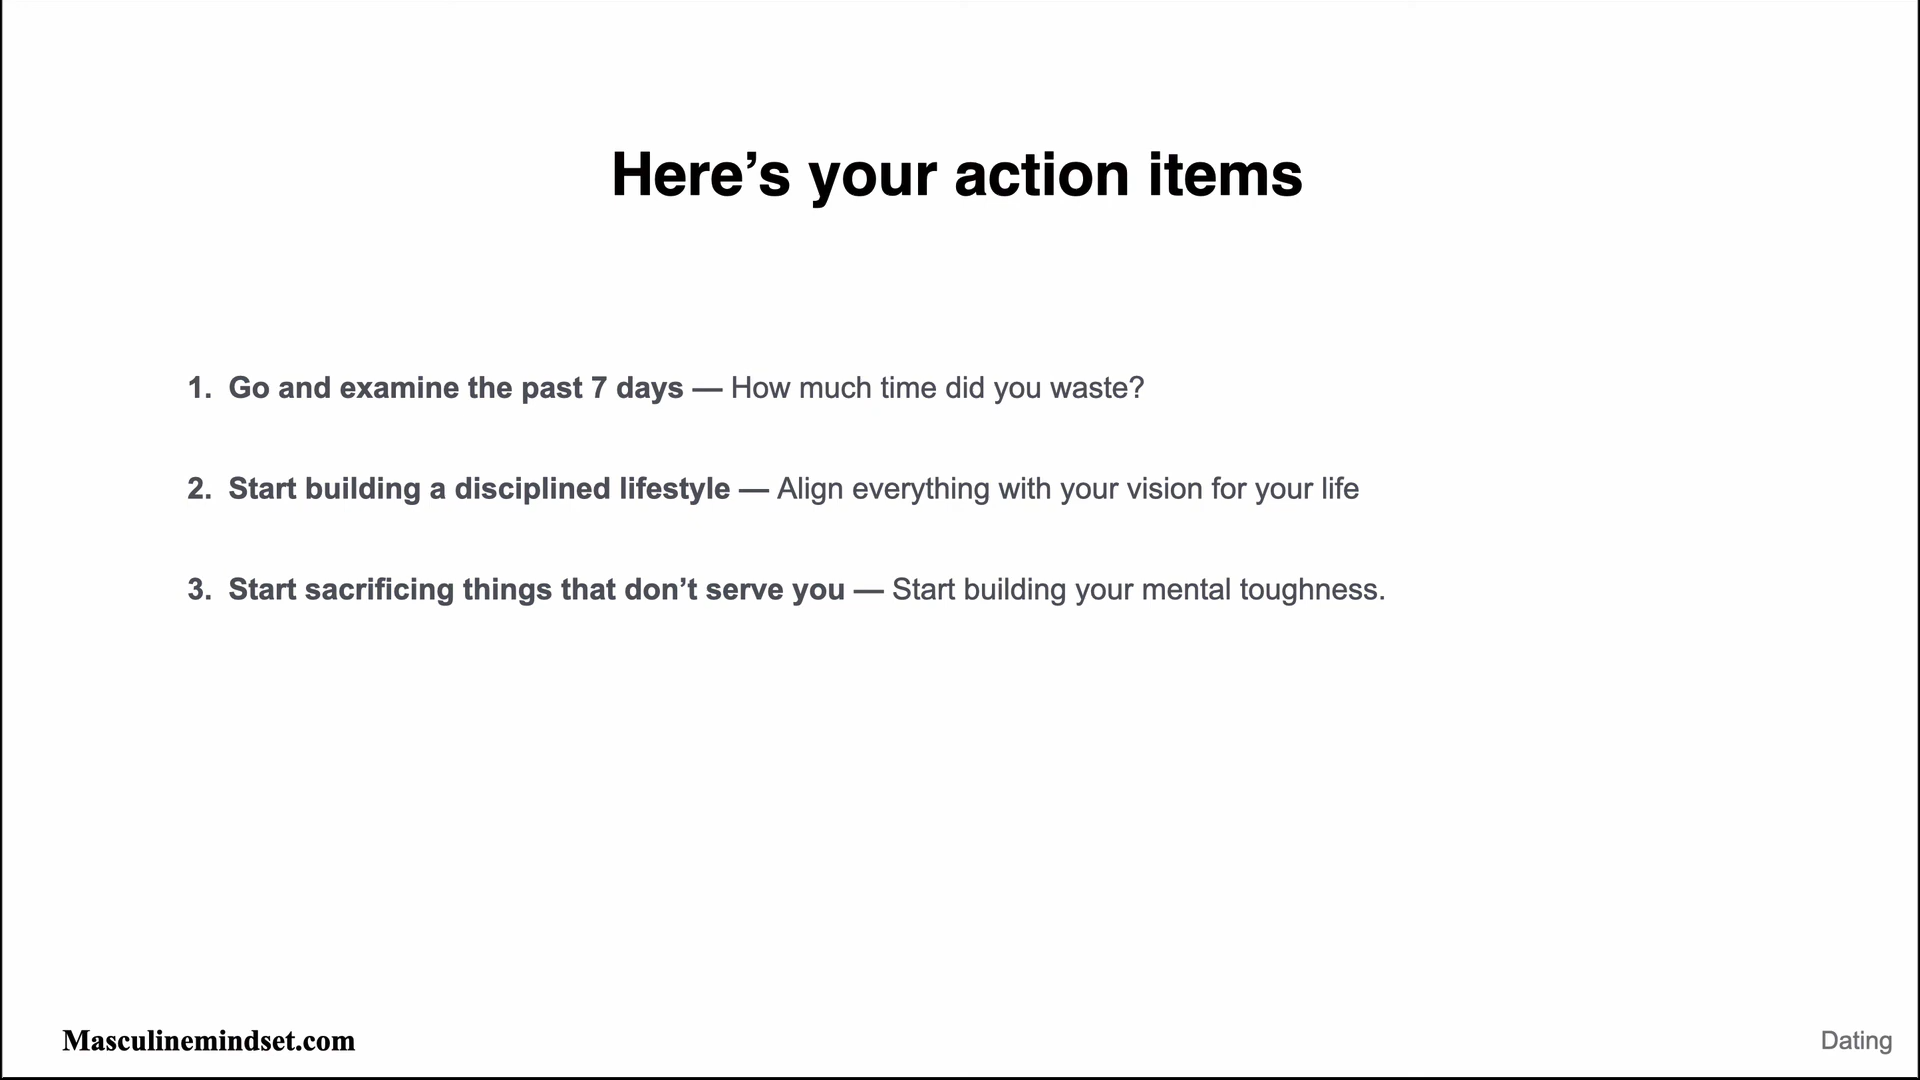 Here’s your action items
1. Go and examine the past 7 days — How much time did you waste?
2. Start building a disciplined lifestyle — Align everything with your vision for your life
3. Start sacrificing things that don’t serve you — Start building your mental toughness.
Masculinemindset.com
Dating